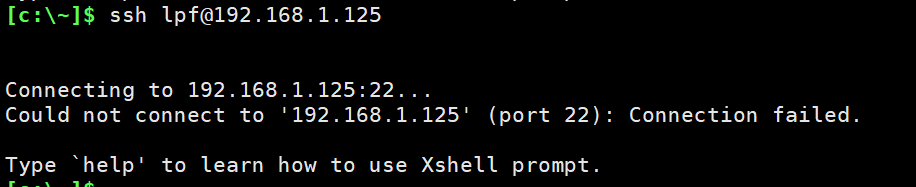 [c:\~]$ ssh lpf@192.168.1.125
Connecting to 192.168.1.125:22...
Could not connect to '192.168.1.125' (port 22): Connection failed.
Type `help' to learn how to use Xshell prompt.